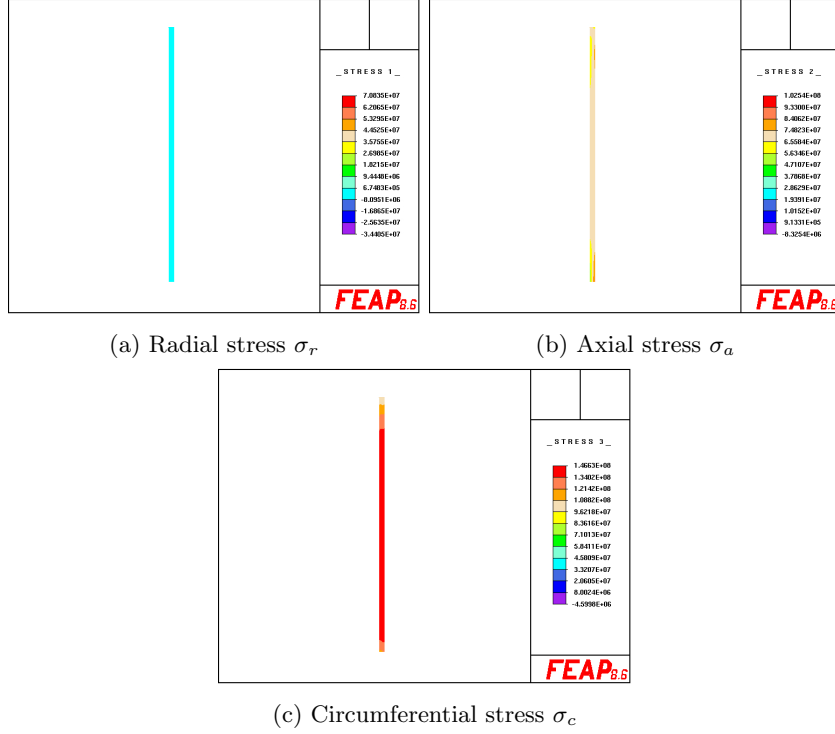 _STRESS 1_
7.0835E+07
6.2065E+07
5.3295E+07
4.4525E+07
3.5755E+07
2.6985E+07
1.8215E+07
9.4448E+06
6.7483E+05
-8.0951E+06
-1.6865E+07
-2.5635E+07
-3.4405E+07
FEAP8.6
(a) Radial stress σr
_STRESS 2_
1.0254E+08
9.3300E+07
8.4062E+07
7.4823E+07
6.5584E+07
5.6346E+07
4.7107E+07
3.7868E+07
2.8629E+07
1.9391E+07
1.0152E+07
9.1331E+05
-8.3254E+06
FEAP8.6
(b) Axial stress σa
_STRESS 3_
1.4663E+08
1.3402E+08
1.2142E+08
1.0882E+08
9.6218E+07
8.3616E+07
7.1013E+07
5.8411E+07
4.5809E+07
3.3207E+07
2.0605E+07
8.0024E+06
-4.5998E+06
FEAP8.6
(c) Circumferential stress σc